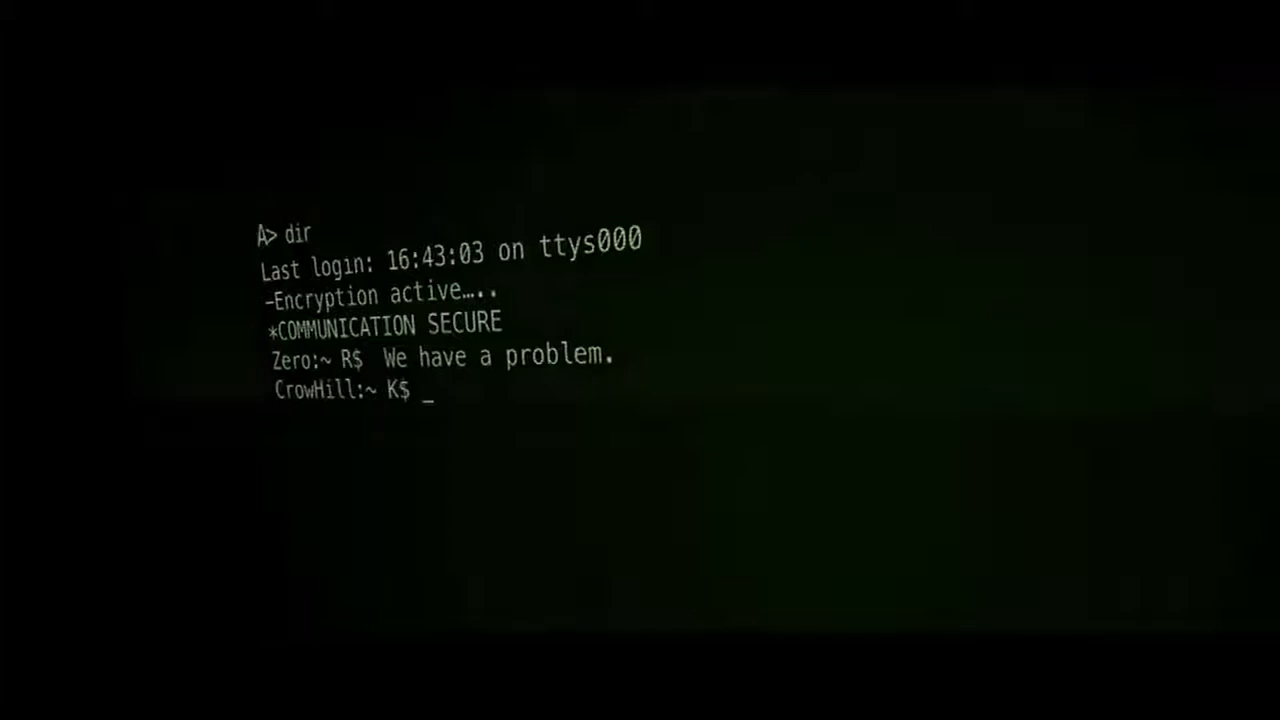 A> dir
Last login: 16:43:03 on ttys000
-Encryption active…..
*COMMUNICATION SECURE
Zero:~ R$  We have a problem.
CrowHill:~ K$ _